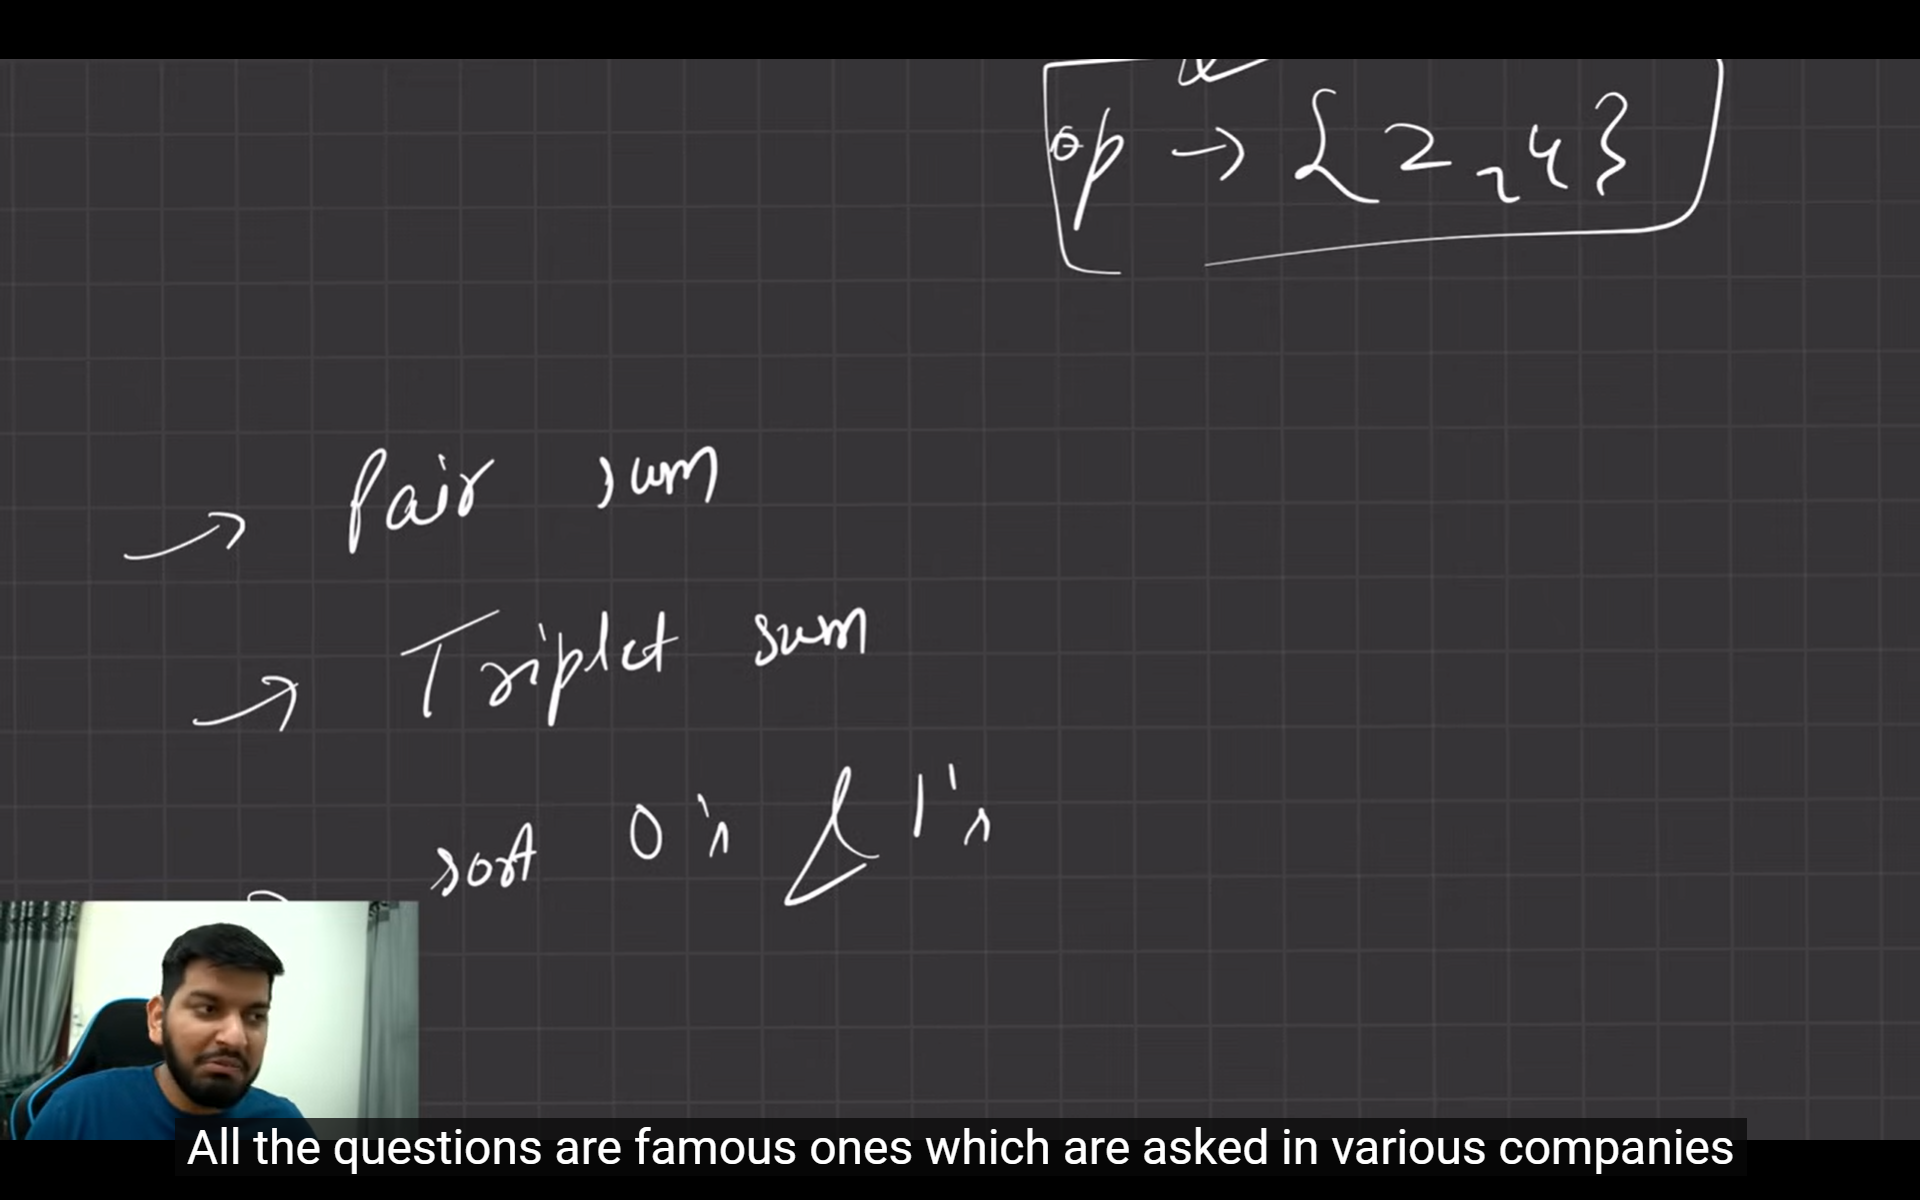 op → {2,4}
→ Pair sum
→ Triplet sum
sort 0's & 1's
All the questions are famous ones which are asked in various companies